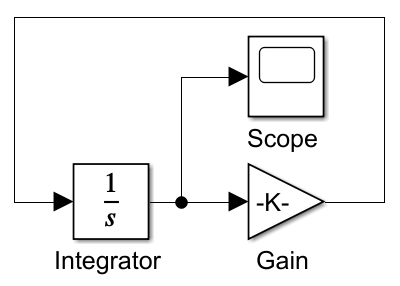 Scope
1
s
-K-
Integrator
Gain